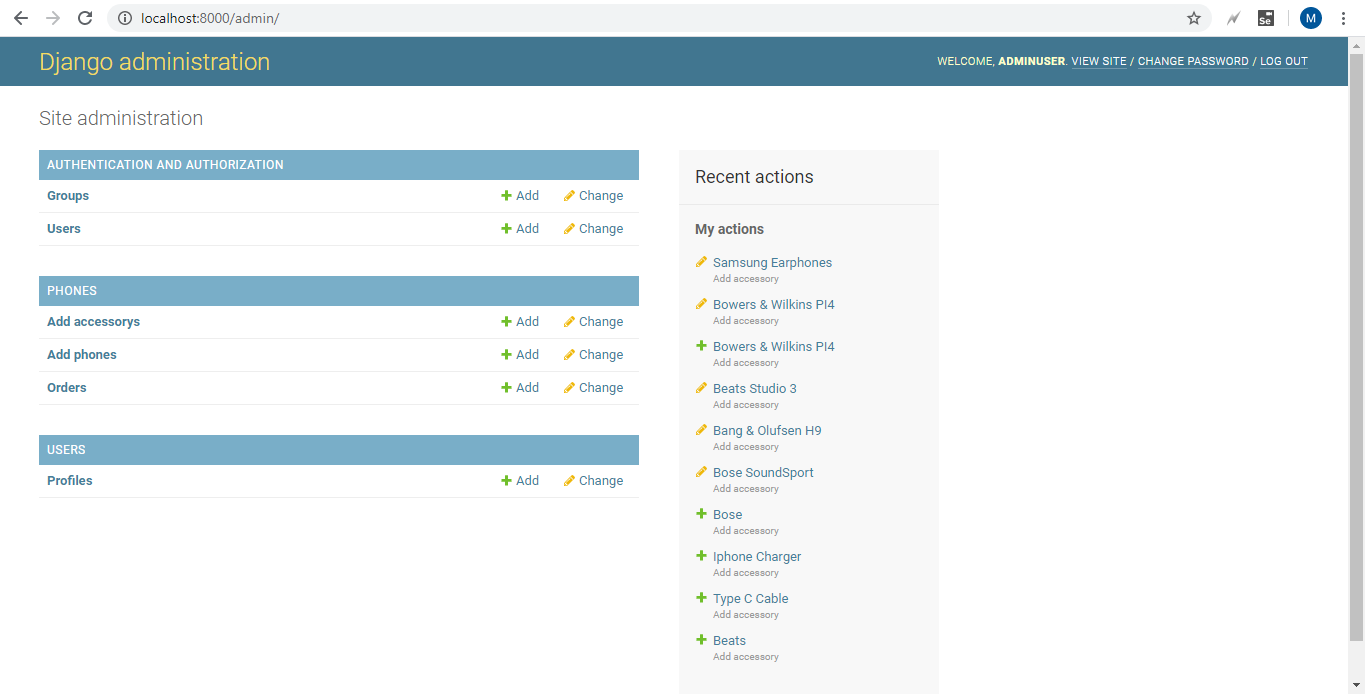 localhost:8000/admin/
Se
M
Django administration
WELCOME, ADMINUSER. VIEW SITE / CHANGE PASSWORD / LOG OUT
Site administration
AUTHENTICATION AND AUTHORIZATION
Groups Add Change
Users Add Change
PHONES
Add accessorys Add Change
Add phones Add Change
Orders Add Change
USERS
Profiles Add Change
Recent actions
My actions
Samsung Earphones
Add accessory
Bowers & Wilkins PI4
Add accessory
Bowers & Wilkins PI4
Add accessory
Beats Studio 3
Add accessory
Bang & Olufsen H9
Add accessory
Bose SoundSport
Add accessory
Bose
Add accessory
Iphone Charger
Add accessory
Type C Cable
Add accessory
Beats
Add accessory